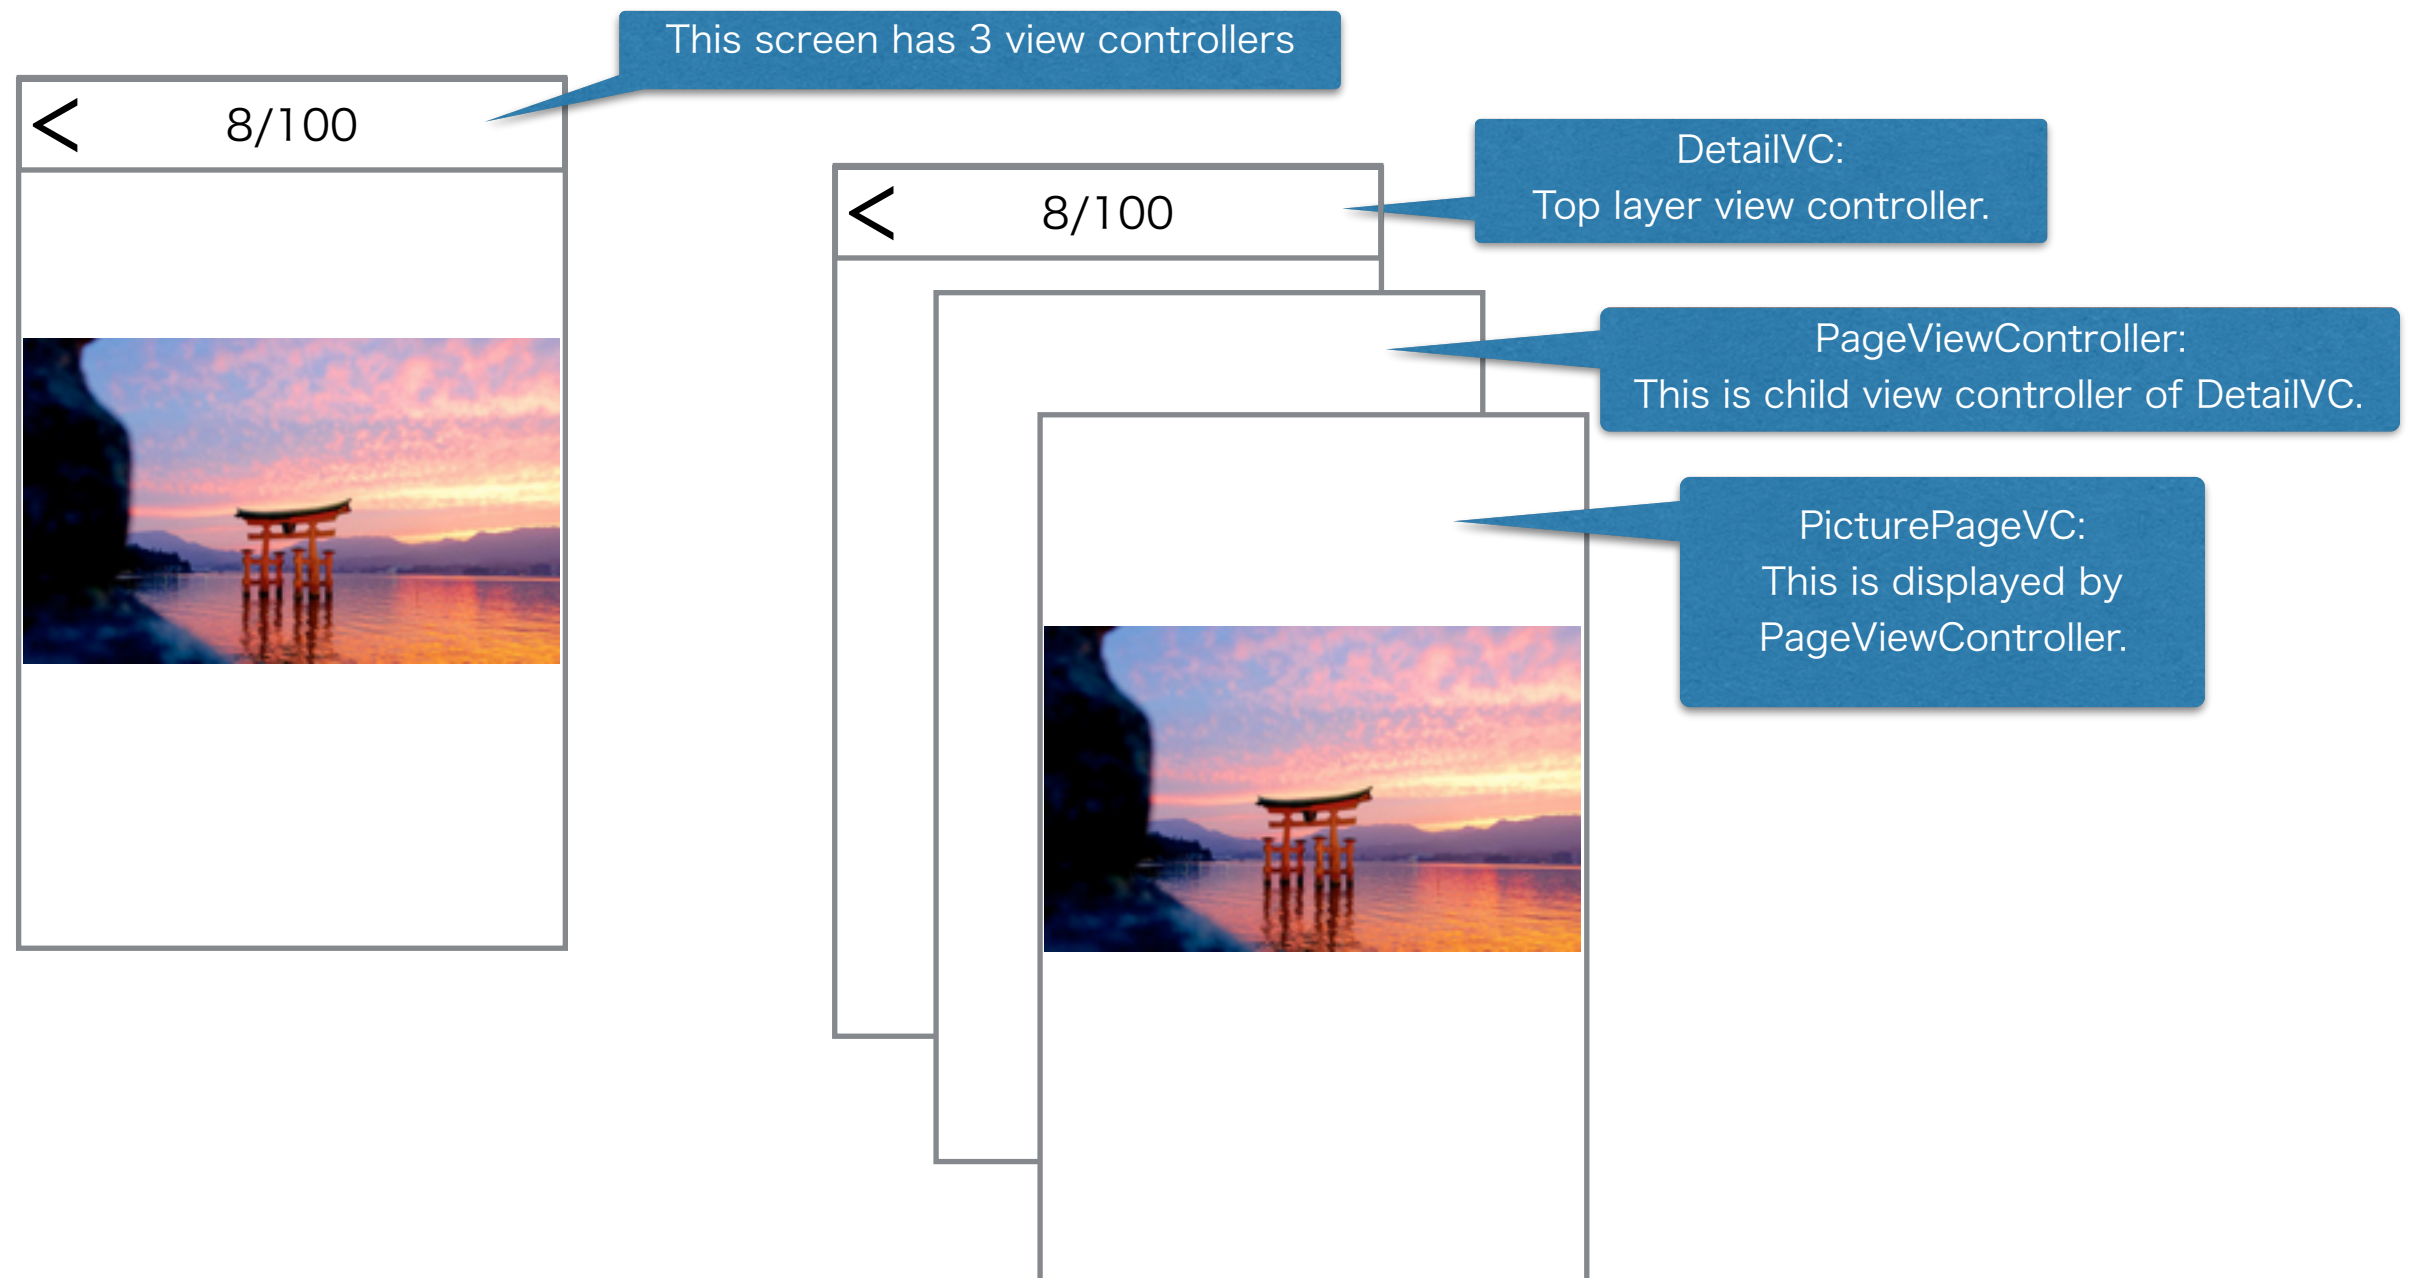 This screen has 3 view controllers
< 8/100
< 8/100
DetailVC:
Top layer view controller.
PageViewController:
This is child view controller of DetailVC.
PicturePageVC:
This is displayed by
PageViewController.